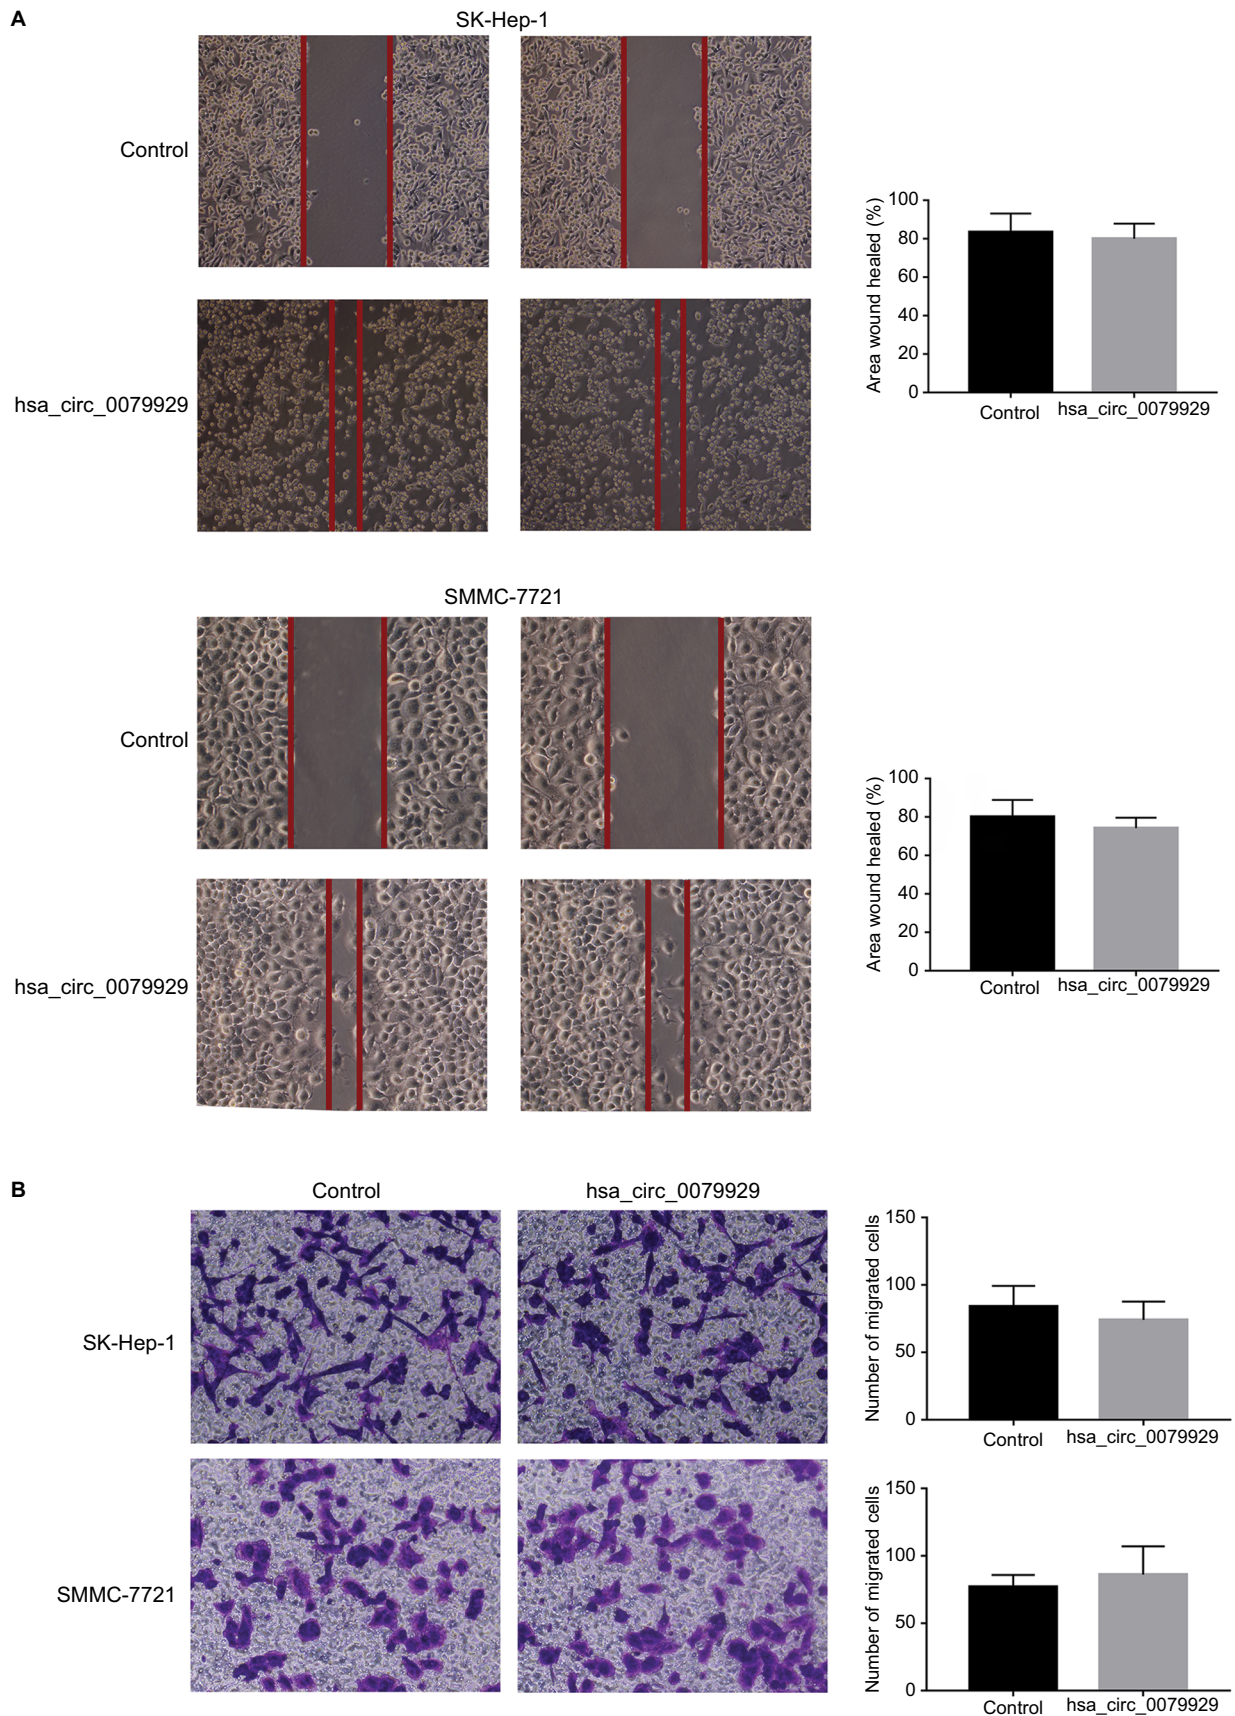 A
SK-Hep-1
Control
hsa_circ_0079929
Area wound healed (%)
100
80
60
40
20
0
Control
hsa_circ_0079929
SMMC-7721
Control
hsa_circ_0079929
Area wound healed (%)
100
80
60
40
20
0
Control
hsa_circ_0079929
B
Control
hsa_circ_0079929
SK-Hep-1
Number of migrated cells
150
100
50
0
Control
hsa_circ_0079929
SMMC-7721
Number of migrated cells
150
100
50
0
Control
hsa_circ_0079929